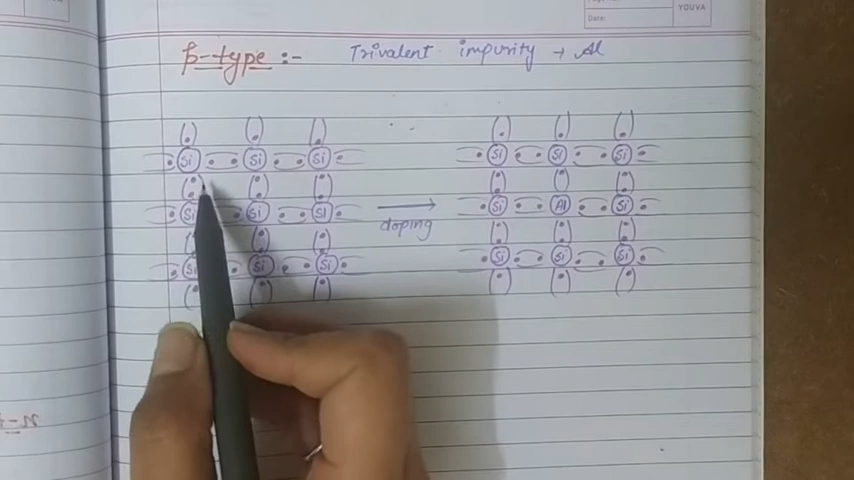 Date:
YOUVA
p-type :- Trivalent impurity → Al
Si Si Si Si Si Si
Si Si Si Si Al Si
doping
Si Si Si Si Si Si